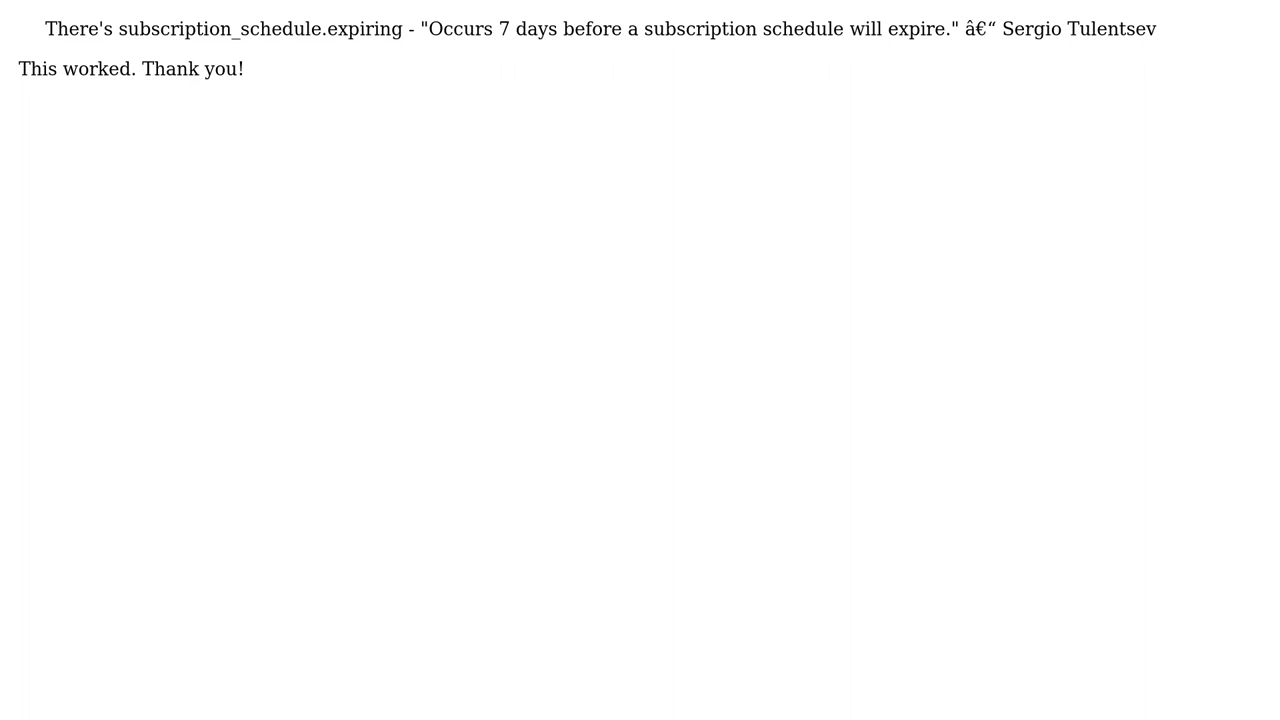 There's subscription_schedule.expiring - "Occurs 7 days before a subscription schedule will expire." â€“ Sergio Tulentsev
This worked. Thank you!